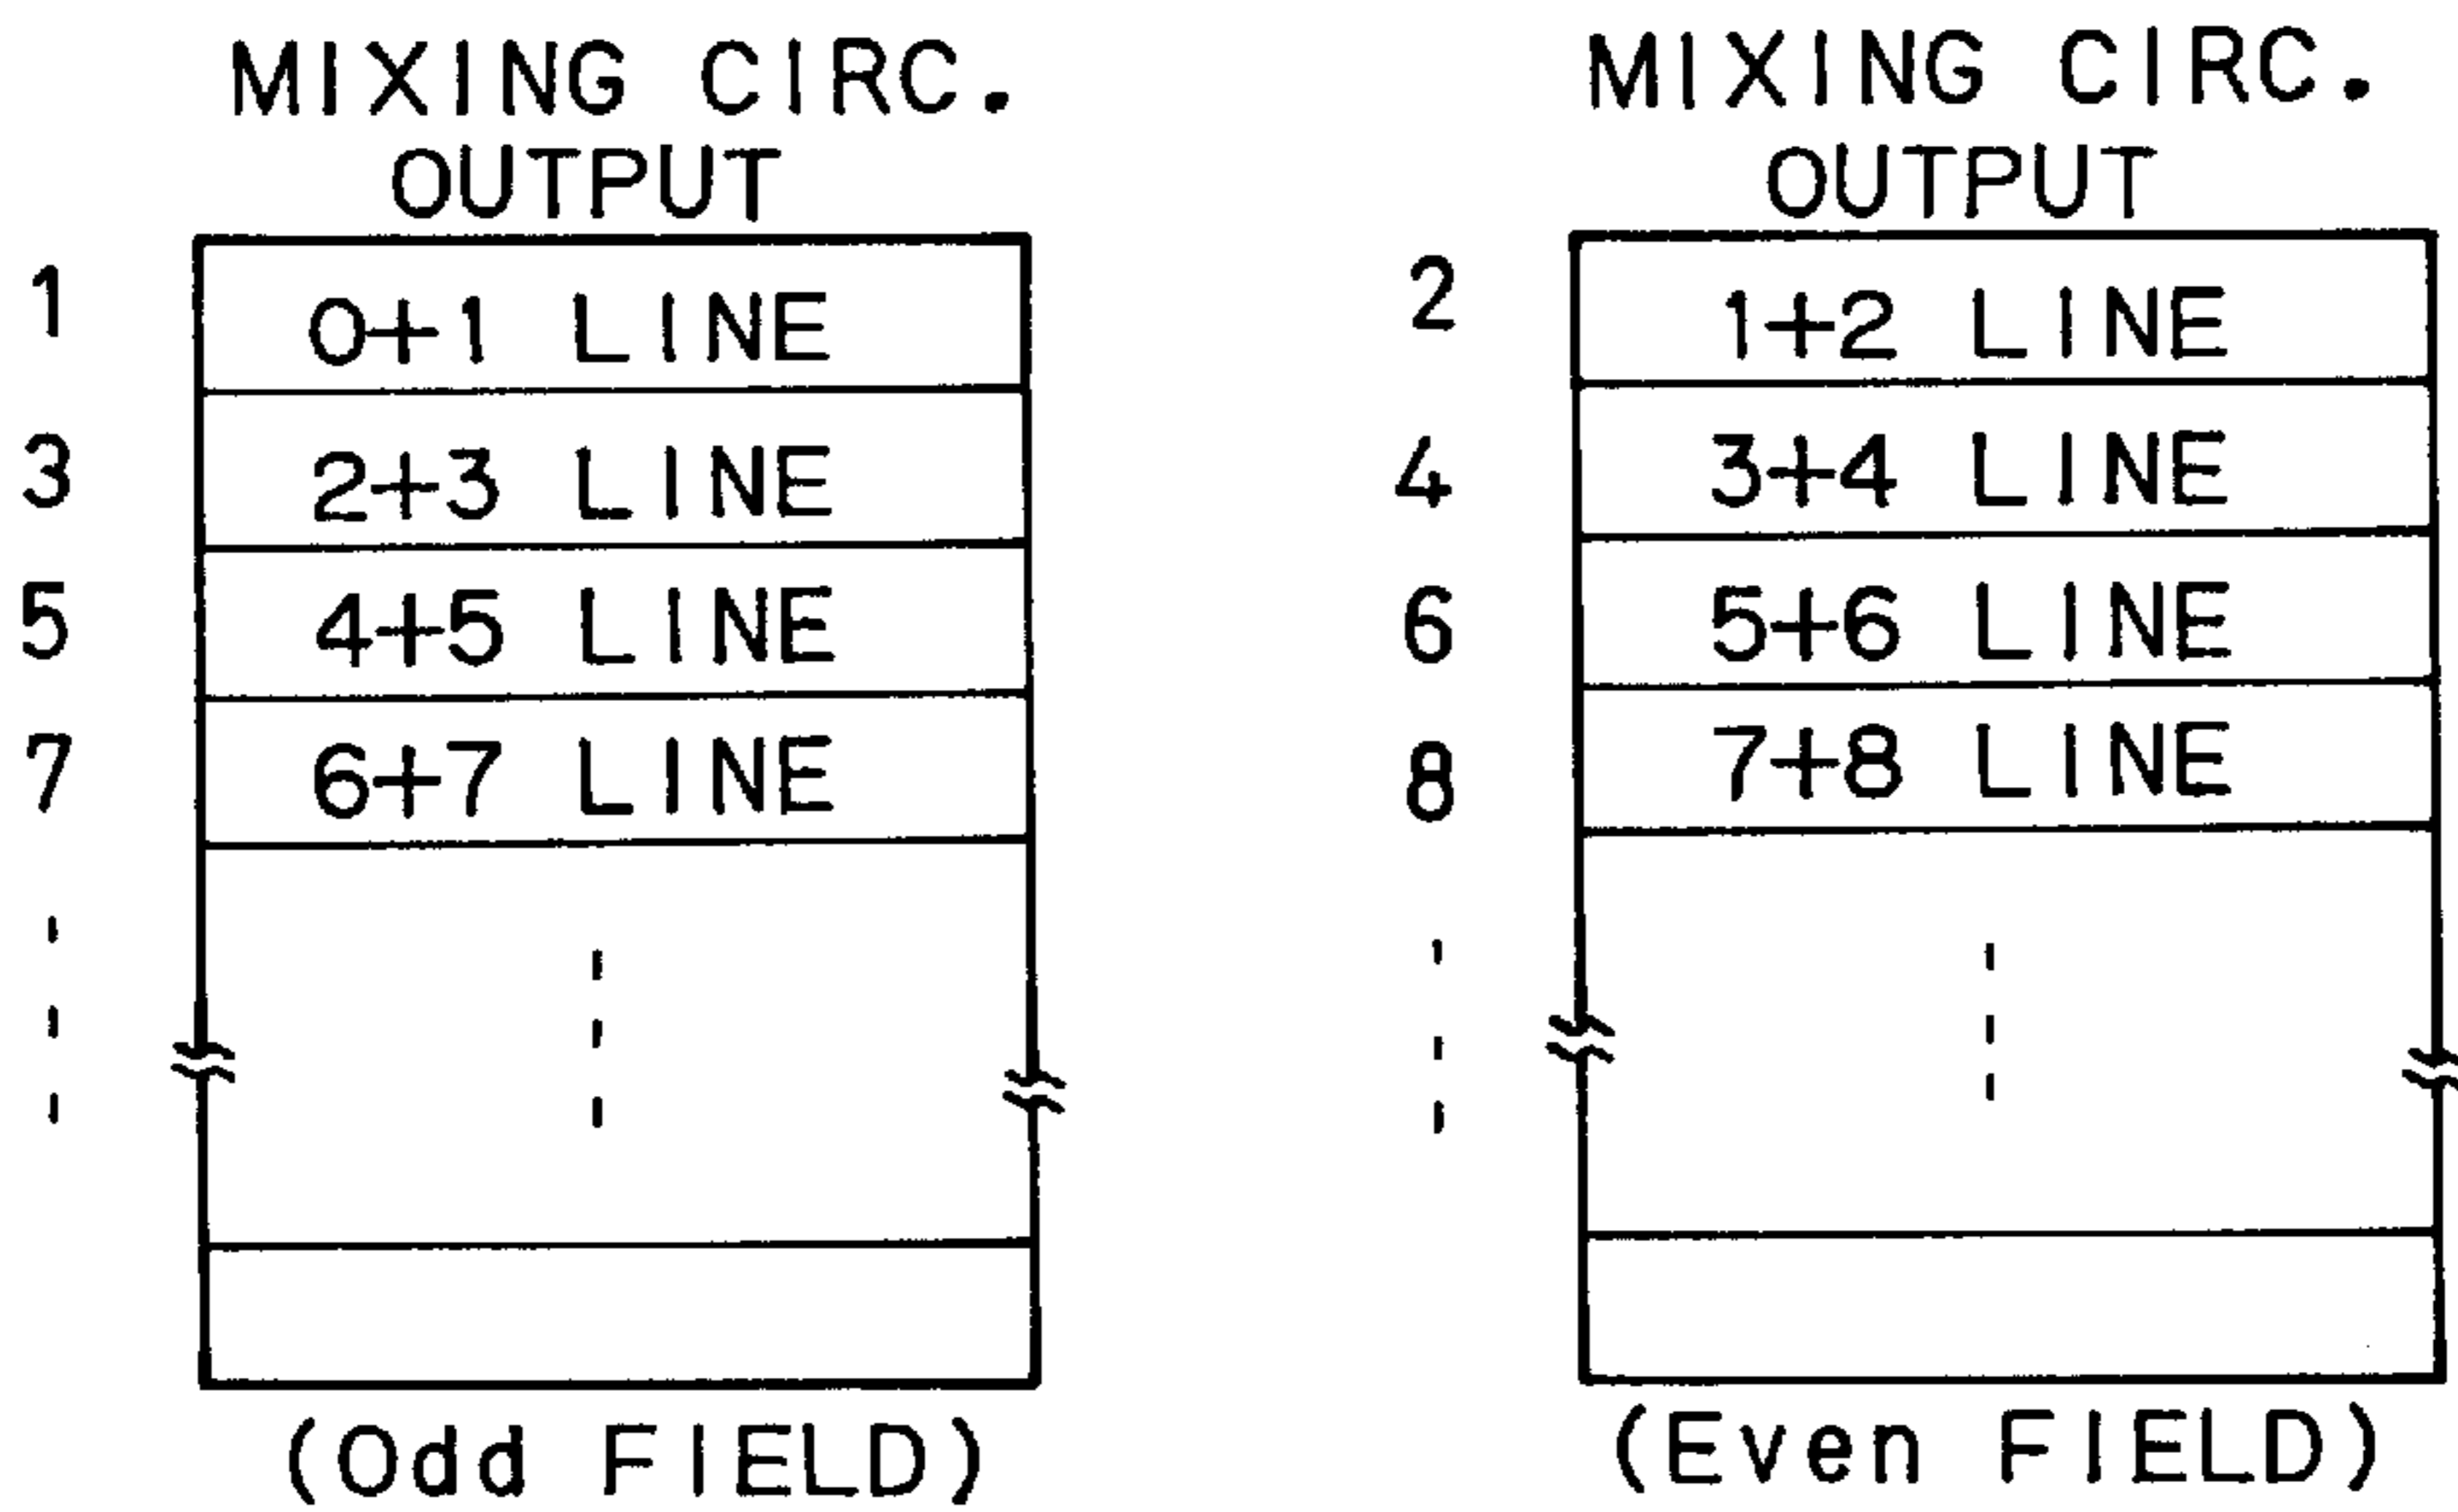 MIXING CIRC.
OUTPUT
1 0+1 LINE
3 2+3 LINE
5 4+5 LINE
7 6+7 LINE
(Odd FIELD)
MIXING CIRC.
OUTPUT
2 1+2 LINE
4 3+4 LINE
6 5+6 LINE
8 7+8 LINE
(Even FIELD)